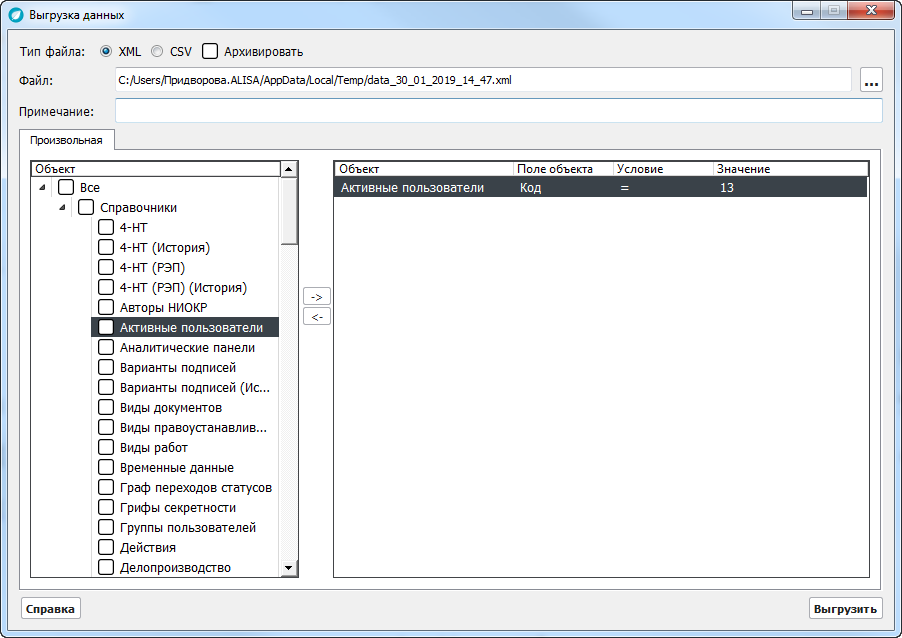 Выгрузка данных
Тип файла: XML CSV Архивировать
Файл: C:/Users/Придворова.ALISA/AppData/Local/Temp/data_30_01_2019_14_47.xml ...
Примечание:
Произвольная
Объект
Все
Справочники
4-НТ
4-НТ (История)
4-НТ (РЭП)
4-НТ (РЭП) (История)
Авторы НИОКР
Активные пользователи
Аналитические панели
Варианты подписей
Варианты подписей (Ис...
Виды документов
Виды правоустанавлив...
Виды работ
Временные данные
Граф переходов статусов
Грифы секретности
Группы пользователей
Действия
Делопроизводство
->
<-
Объект Поле объекта Условие Значение
Активные пользователи Код = 13
Справка Выгрузить